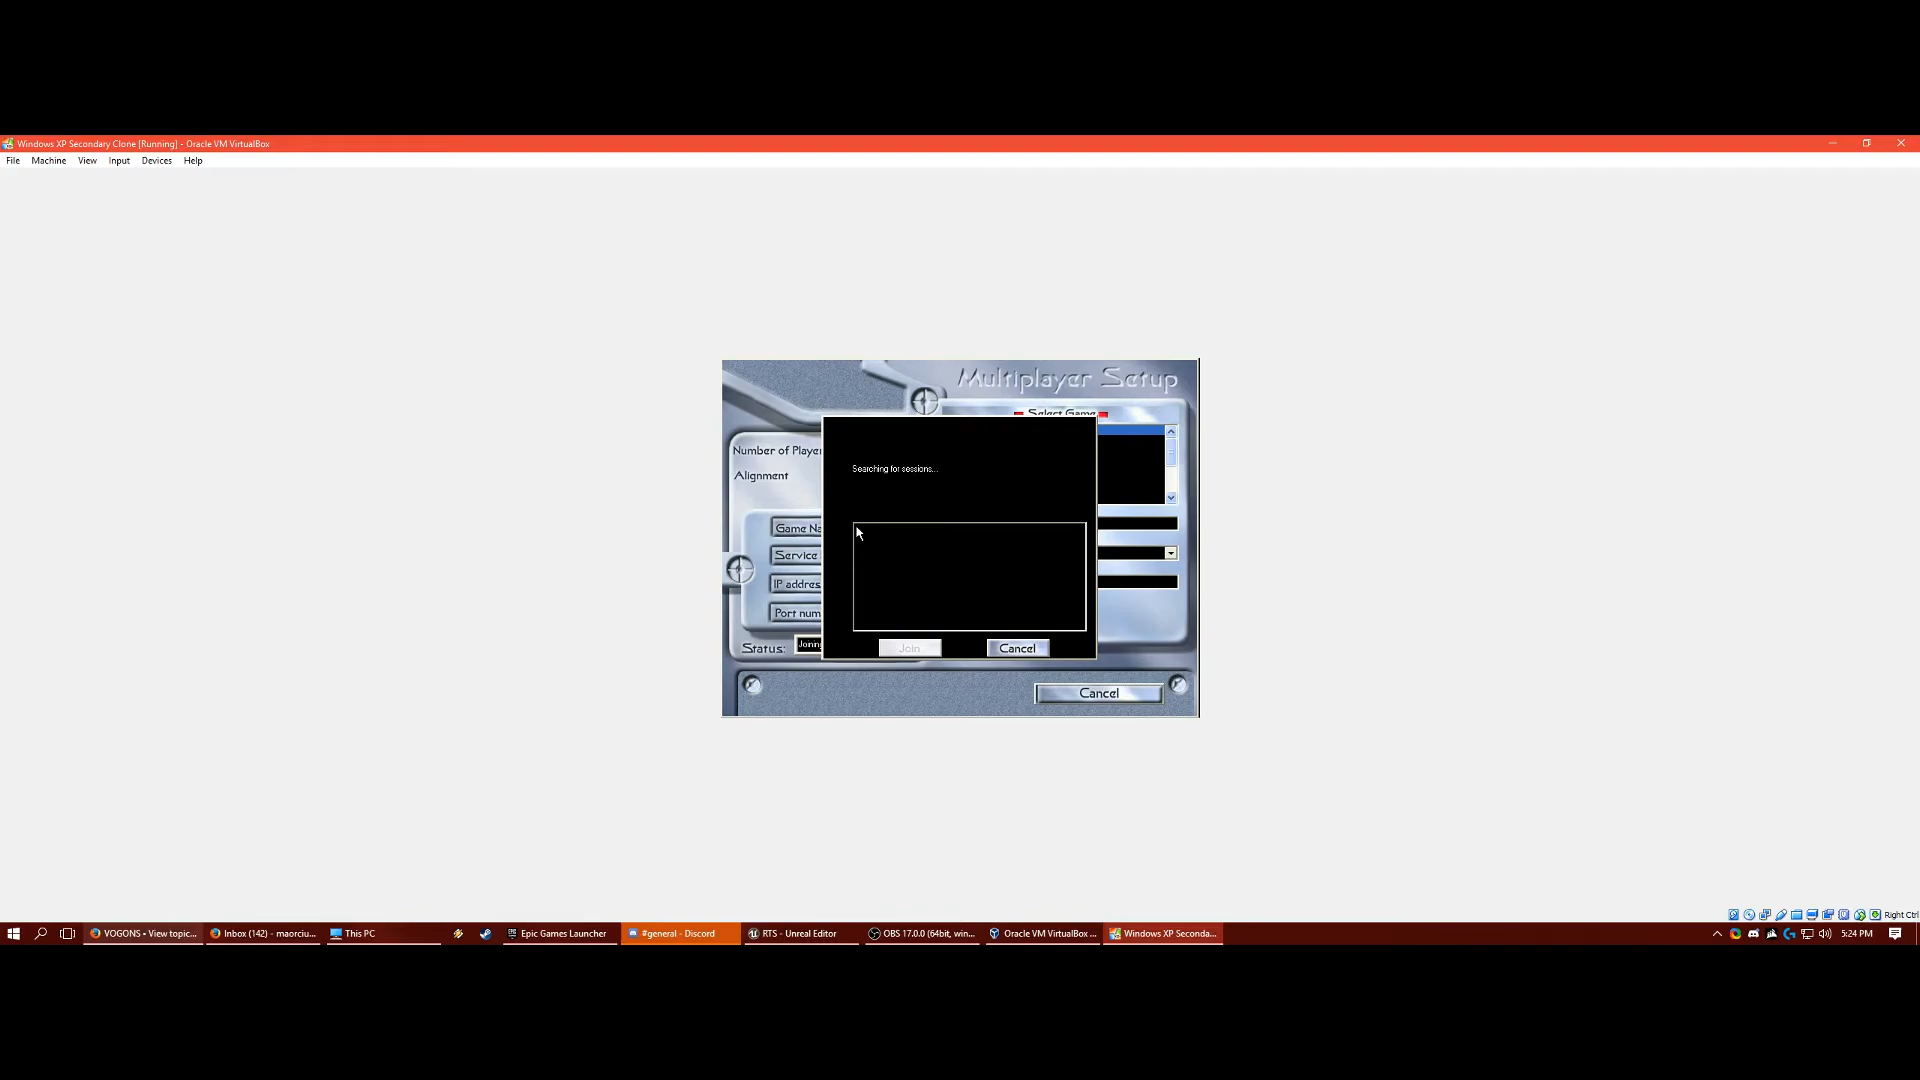 Windows XP Secondary Clone [Running] - Oracle VM VirtualBox
File Machine View Input Devices Help
Multiplayer Setup
Select Game
Number of Player
Alignment
Searching for sessions...
Game Na
Service
IP addres
Port num
Status: Jonn
Join
Cancel
Cancel
Right Ctrl
VOGONS • View topic...
Inbox (142) - maorciu...
This PC
Epic Games Launcher
#general - Discord
RTS - Unreal Editor
OBS 17.0.0 (64bit, win...
Oracle VM VirtualBox ...
Windows XP Seconda...
5:24 PM